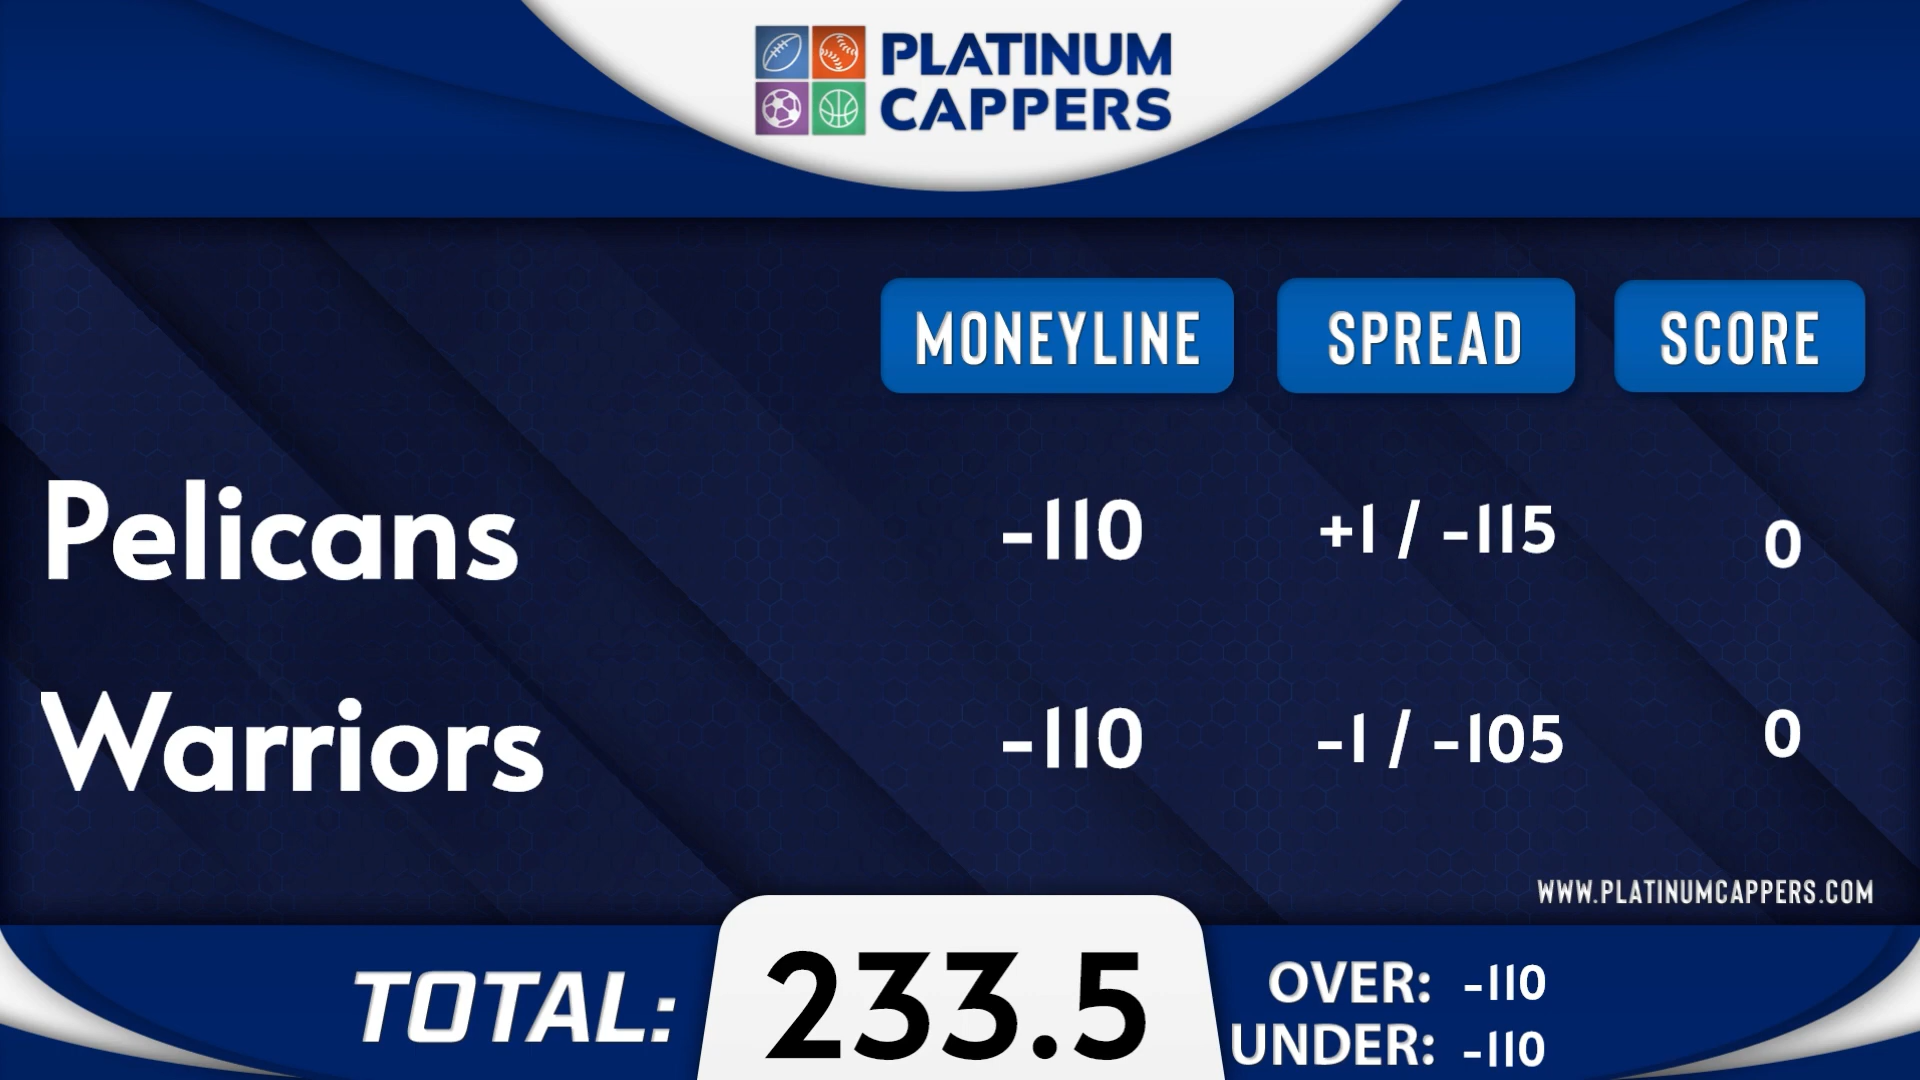 PLATINUM
CAPPERS
MONEYLINE SPREAD SCORE
Pelicans -110 +1 / -115 0
Warriors -110 -1 / -105 0
WWW.PLATINUMCAPPERS.COM
TOTAL: 233.5
OVER: -110
UNDER: -110